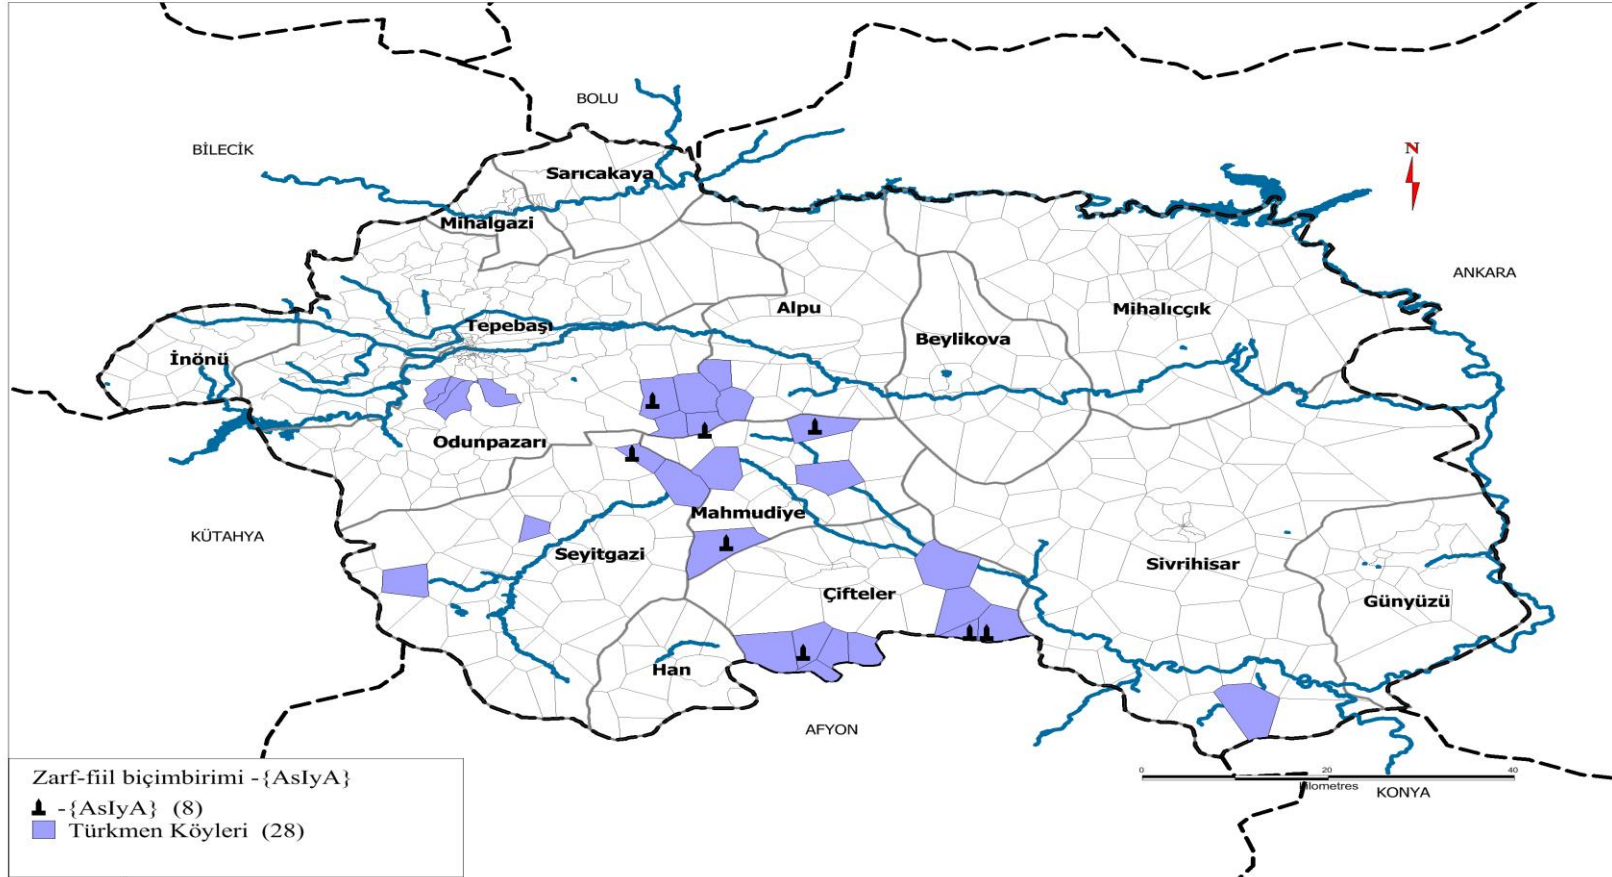 BOLU
BİLECİK
N
Sarıcakaya
Mihalgazi
ANKARA
Alpu
Mihalıccık
Tepebaşı
Beylikova
İnönü
Odunpazarı
Mahmudiye
KÜTAHYA
Seyitgazi
Sivrihisar
Çifteler
Günyüzü
Han
AFYON
0 20 40
kilometres
KONYA
Zarf-fiil biçimbirimi -{AsIyA}
-{AsIyA} (8)
Türkmen Köyleri (28)